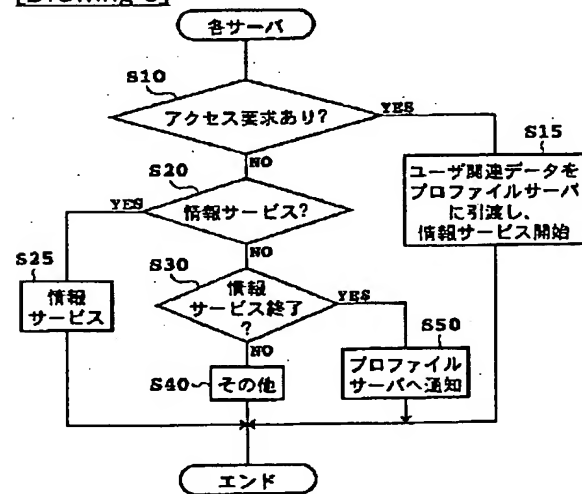 各サーバ
S10
アクセス要求あり?
YES
NO
S15
ユーザ関連データを
プロファイルサーバ
に引渡し、
情報サービス開始
S20
YES
情報サービス?
NO
S25
情報
サービス
S30
情報
サービス終了
?
YES
NO
S50
プロファイル
サーバへ通知
S40
その他
エンド